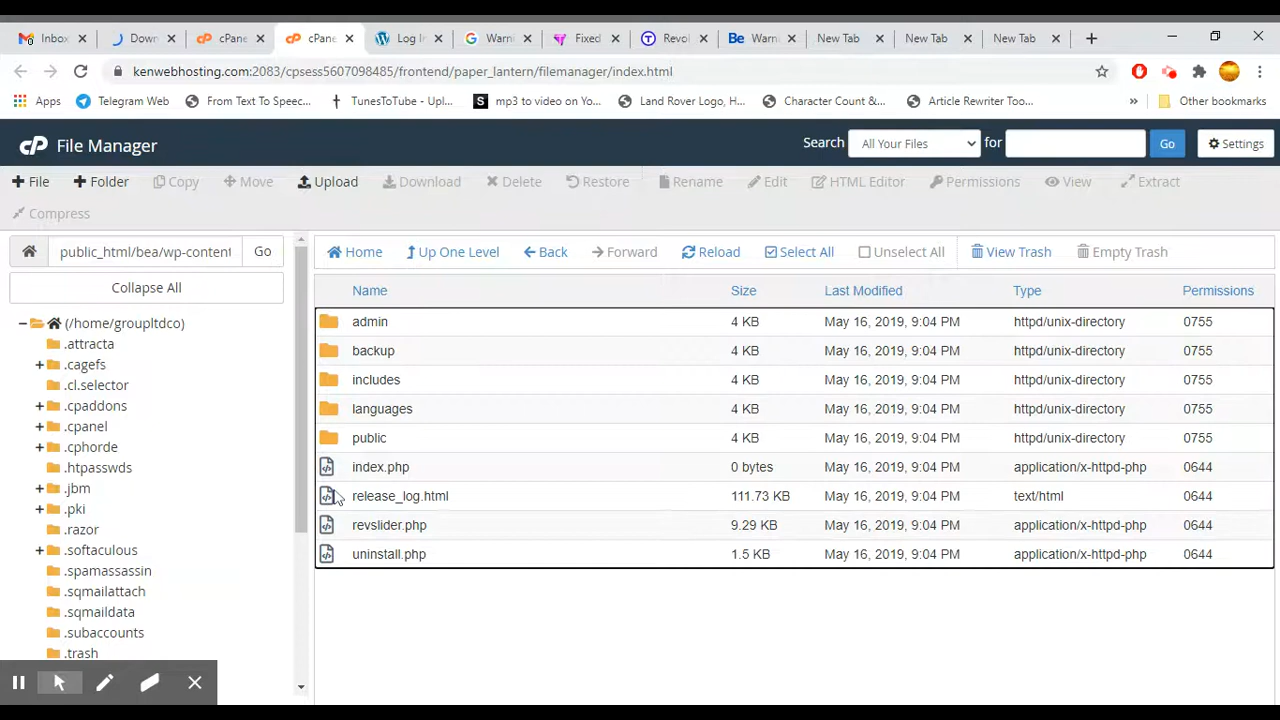 Inbox
Down
cPane
cPane
Log In
Warni
Fixed
Revol
Warni
New Tab
New Tab
New Tab
kenwebhosting.com:2083/cpsess5607098485/frontend/paper_lantern/filemanager/index.html
Apps
Telegram Web
From Text To Speec...
TunesToTube - Upl...
mp3 to video on Yo...
Land Rover Logs, H...
Character Count &...
Article Rewriter Too...
»
Other bookmarks
cP File Manager
Search
All Your Files
for
Go
Settings
+ File
+ Folder
Copy
Move
Upload
Download
Delete
Restore
Rename
Edit
HTML Editor
Permissions
View
Extract
Compress
public_html/bea/wp-content
Go
Home
Up One Level
Back
Forward
Reload
Select All
Unselect All
View Trash
Empty Trash
Collapse All
(/home/groupltdco)
.attracta
.cagefs
.cl.selector
.cpaddons
.cpanel
.cphorde
.htpasswds
.jbm
.pki
.razor
.softaculous
.spamassassin
.sqmailattach
.sqmaildata
.subaccounts
.trash
Name Size Last Modified Type Permissions
admin 4 KB May 16, 2019, 9:04 PM httpd/unix-directory 0755
backup 4 KB May 16, 2019, 9:04 PM httpd/unix-directory 0755
includes 4 KB May 16, 2019, 9:04 PM httpd/unix-directory 0755
languages 4 KB May 16, 2019, 9:04 PM httpd/unix-directory 0755
public 4 KB May 16, 2019, 9:04 PM httpd/unix-directory 0755
index.php 0 bytes May 16, 2019, 9:04 PM application/x-httpd-php 0644
release_log.html 111.73 KB May 16, 2019, 9:04 PM text/html 0644
revslider.php 9.29 KB May 16, 2019, 9:04 PM application/x-httpd-php 0644
uninstall.php 1.5 KB May 16, 2019, 9:04 PM application/x-httpd-php 0644